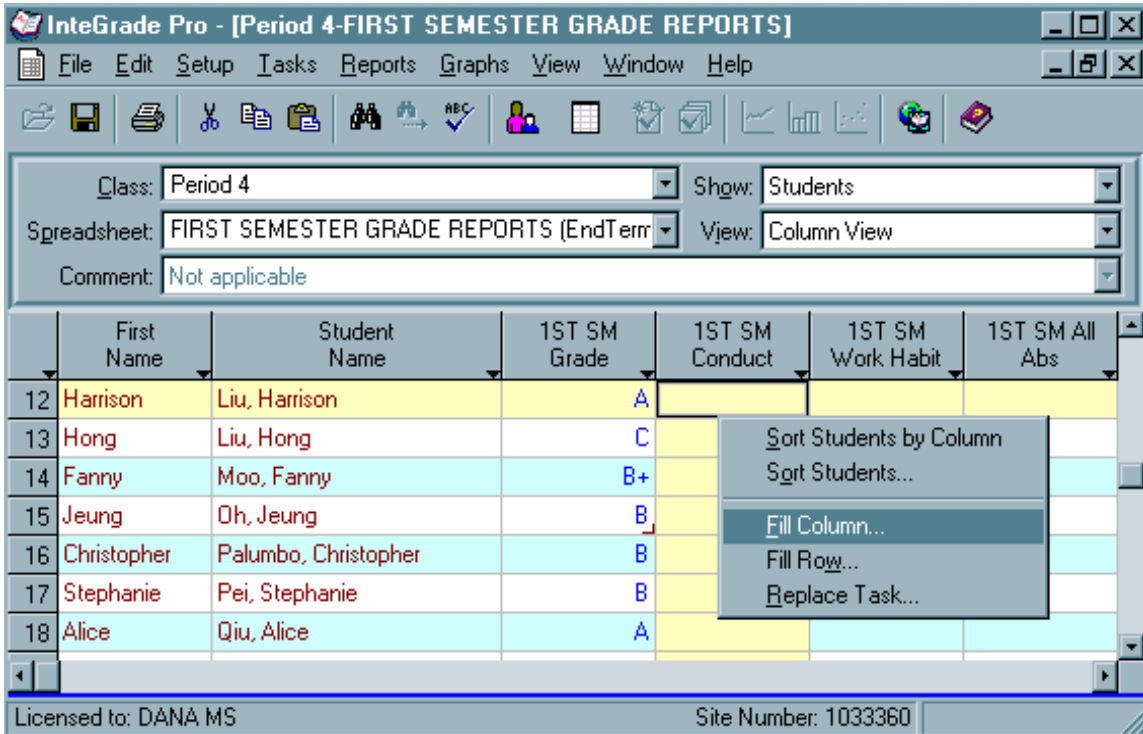 InteGrade Pro - [Period 4-FIRST SEMESTER GRADE REPORTS]
File Edit Setup Tasks Reports Graphs View Window Help
ABC
Class: Period 4 Show: Students
Spreadsheet: FIRST SEMESTER GRADE REPORTS (EndTerm View: Column View
Comment: Not applicable
First Student 1ST SM 1ST SM 1ST SM 1ST SM All
Name Name Grade Conduct Work Habit Abs
12 Harrison Liu, Harrison A
13 Hong Liu, Hong C Sort Students by Column
14 Fanny Moo, Fanny B+ Sort Students...
15 Jeung Oh, Jeung B Fill Column...
16 Christopher Palumbo, Christopher B Fill Row...
17 Stephanie Pei, Stephanie B Replace Task...
18 Alice Qiu, Alice A
Licensed to: DANA MS Site Number: 1033360